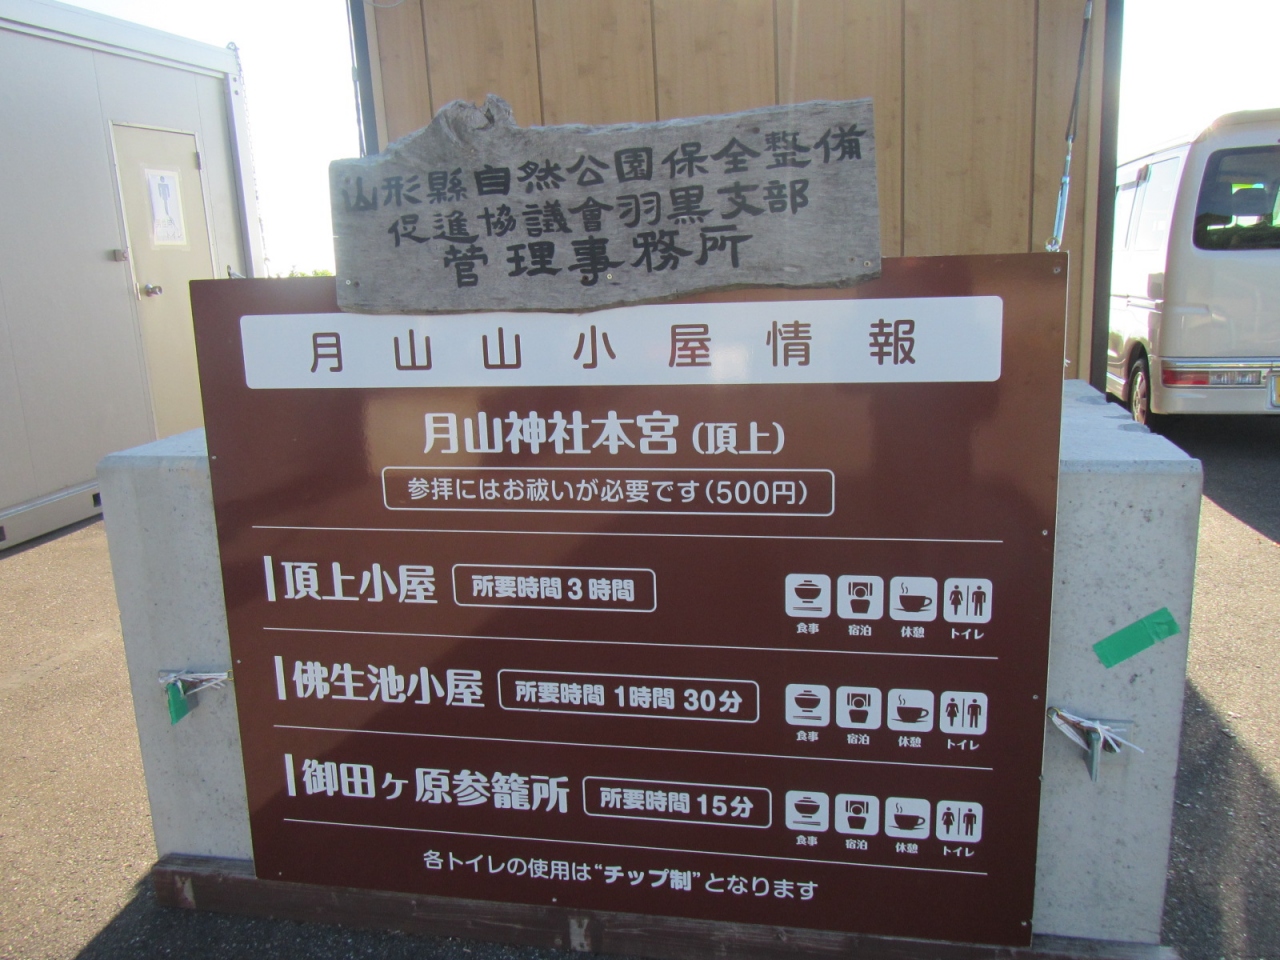 山形縣自然公園保全整備
促進協議會羽黒支部
管理事務所
月山山小屋情報
月山神社本宮(頂上)
参拝にはお祓いが必要です(500円)
頂上小屋 所要時間3時間
食事 宿泊 休憩 トイレ
佛生池小屋 所要時間1時間30分
食事 宿泊 休憩 トイレ
御田ヶ原参籠所 所要時間15分
食事 宿泊 休憩 トイレ
各トイレの使用は“チップ制”となります